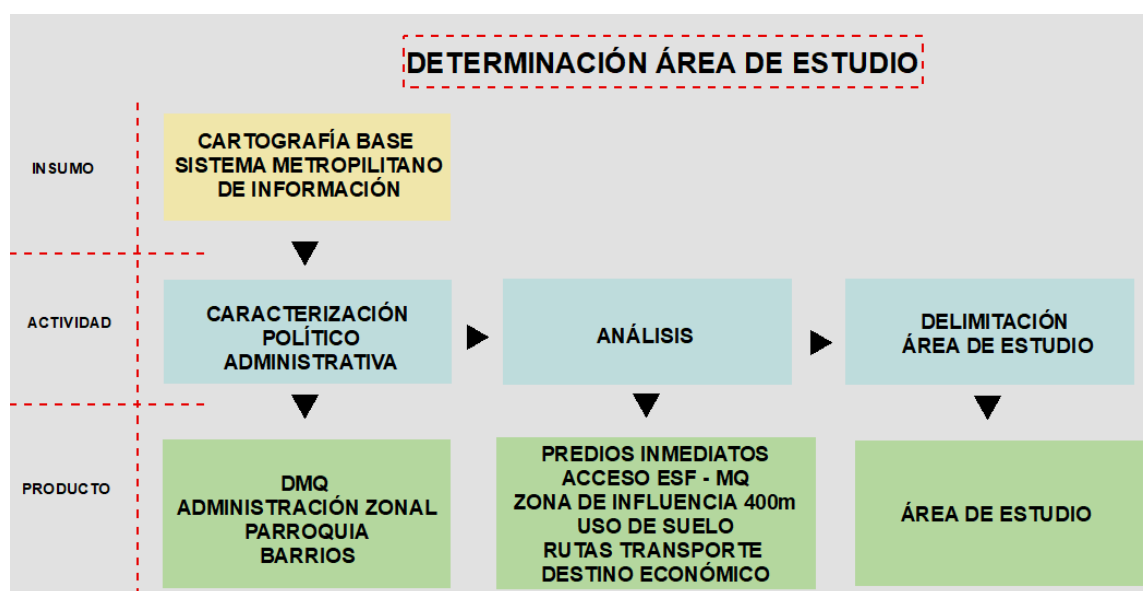 DETERMINACIÓN ÁREA DE ESTUDIO
INSUMO
CARTOGRAFÍA BASE
SISTEMA METROPILITANO
DE INFORMACIÓN
ACTIVIDAD
CARACTERIZACIÓN
POLÍTICO
ADMINISTRATIVA
ANÁLISIS
DELIMITACIÓN
ÁREA DE ESTUDIO
PRODUCTO
DMQ
ADMINISTRACIÓN ZONAL
PARROQUIA
BARRIOS
PREDIOS INMEDIATOS
ACCESO ESF - MQ
ZONA DE INFLUENCIA 400m
USO DE SUELO
RUTAS TRANSPORTE
DESTINO ECONÓMICO
ÁREA DE ESTUDIO